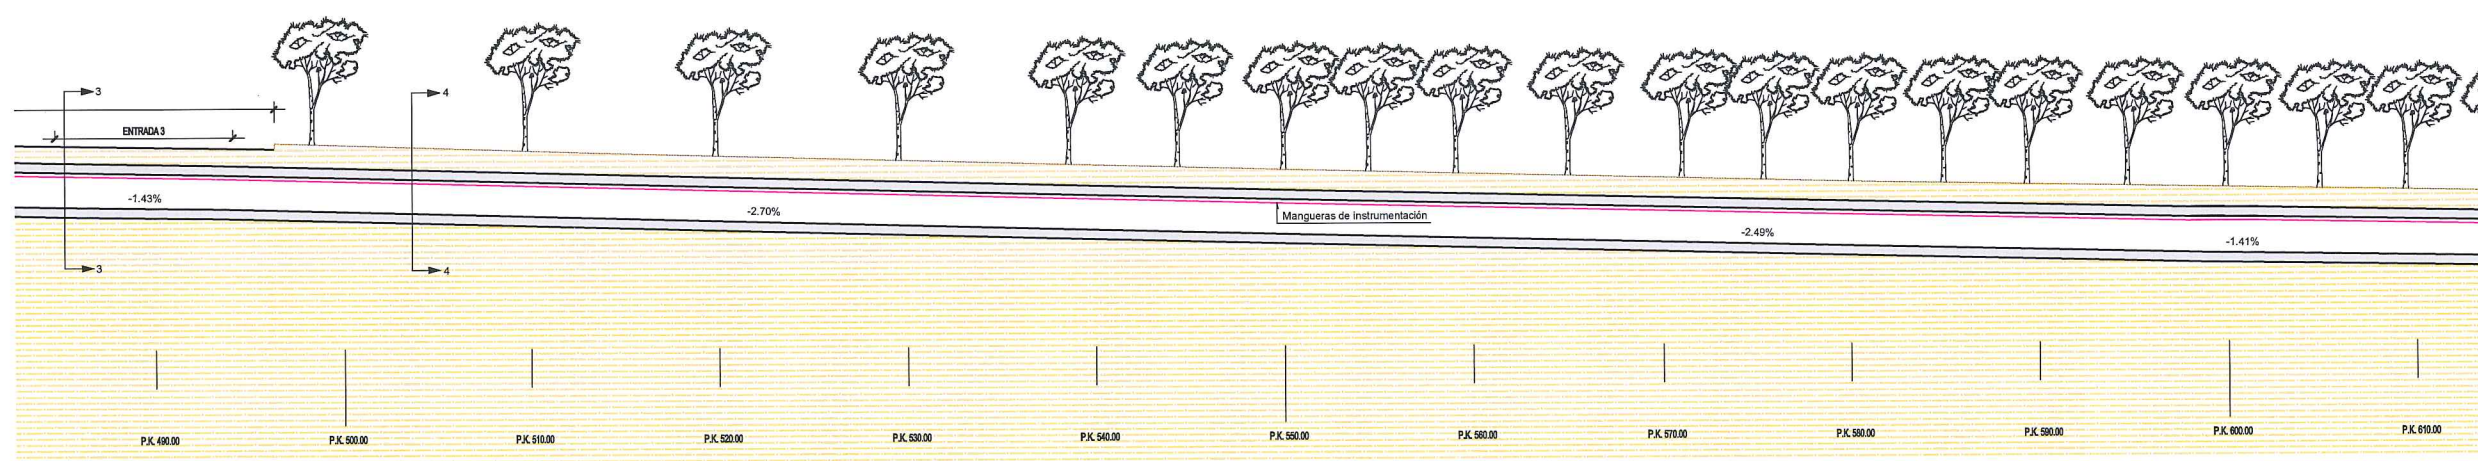 3
4
ENTRADA 3
-1.43%
-2.70%
Mangueras de instrumentación
-2.49%
-1.41%
3
4
P.K. 490.00
P.K. 500.00
P.K. 510.00
P.K. 520.00
P.K. 530.00
P.K. 540.00
P.K. 550.00
P.K. 560.00
P.K. 570.00
P.K. 580.00
P.K. 590.00
P.K. 600.00
P.K. 610.00